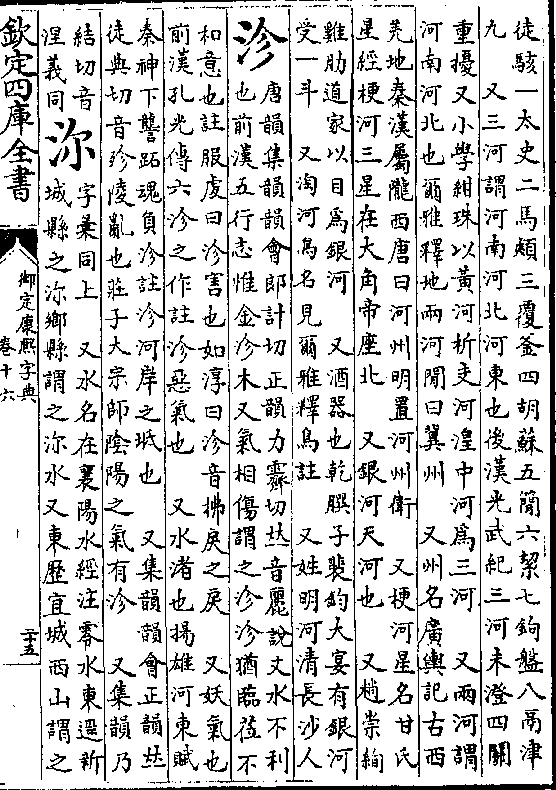 徒駭一太史二馬頰三覆釜四胡蘇五簡六絜七鉤盤八鬲津
九　又三河謂河南河北河東也後漢光武紀三河未澄四關
重擾又小學紺珠以黃河析支河湟中河爲三河　又兩河謂
河南河北也爾雅釋地兩河閒曰冀州　又州名廣輿記古西
羌地秦漢屬隴西唐曰河州明置河州衛　又梗河星名甘氏
星經梗河三星在大角帝座北　又銀河天河也　又趙崇絢
雞肋道家以目爲銀河　又酒器也乾𦠆子裴鈞大宴有銀河
受一斗　又淘河鳥名見爾雅釋鳥註　又姓明河清長沙人
沴
唐韻集韻韻會郎計切正韻力霽切𠀤音麗說文水不利
也前漢五行志惟金沴木又氣相傷謂之沴沴猶臨莅不
和意也註服虔曰沴害也如淳曰沴音拂戾之戾　又妖氣也
前漢孔光傳六沴之作註沴惡氣也　又水渚也揚雄河東賦
秦神下讋跖魂負沴註沴河岸之坻也　又集韻韻會正韻𠀤
徒典切音殄陵亂也莊子大宗師陰陽之氣有沴　又集韻乃
結切音
涅義同
沵
字彙同上　又水名在襄陽水經注零水東逕新
城縣之沵鄉縣謂之沵水又東歷宜城西山謂之
欽定四庫全書
御定康熙字典
卷十六
二十五